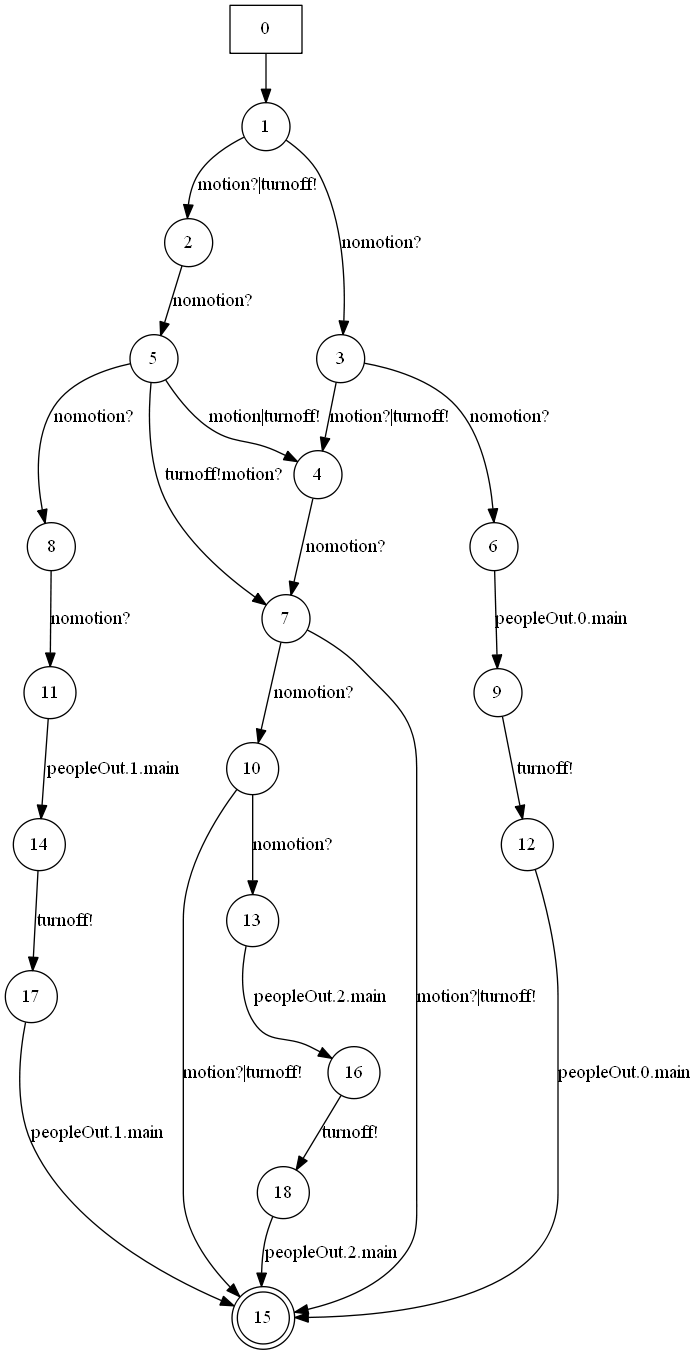 0
1
motion?|turnoff!
2
nomotion?
nomotion?
5
3
nomotion?
motion|turnoff!
motion?|turnoff!
nomotion?
turnoff!motion?
4
8
nomotion?
6
nomotion?
7
peopleOut.0.main
11
nomotion?
9
peopleOut.1.main
10
turnoff!
14
nomotion?
12
turnoff!
13
17
peopleOut.2.main
motion?|turnoff!
motion?|turnoff!
16
peopleOut.0.main
peopleOut.1.main
turnoff!
18
peopleOut.2.main
15